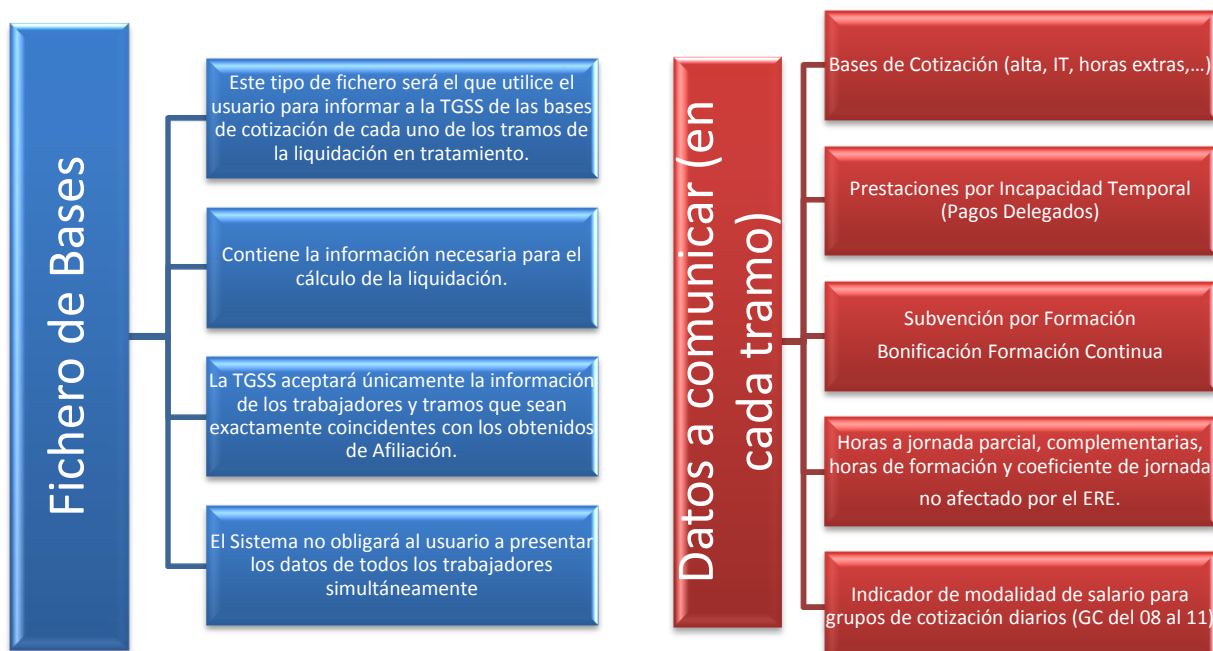 Fichero de Bases
Este tipo de fichero será el que utilice el
usuario para informar a la TGSS de las bases
de cotización de cada uno de los tramos de
la liquidación en tratamiento.
Contiene la información necesaria para el
cálculo de la liquidación.
La TGSS aceptará únicamente la información
de los trabajadores y tramos que sean
exactamente coincidentes con los obtenidos
de Afiliación.
El Sistema no obligará al usuario a presentar
los datos de todos los trabajadores
simultáneamente
Datos a comunicar (en
cada tramo)
Bases de Cotización (alta, IT, horas extras,...)
Prestaciones por Incapacidad Temporal
(Pagos Delegados)
Subvención por Formación
Bonificación Formación Continua
Horas a jornada parcial, complementarias,
horas de formación y coeficiente de jornada
no afectado por el ERE.
Indicador de modalidad de salario para
grupos de cotización diarios (GC del 08 al 11)